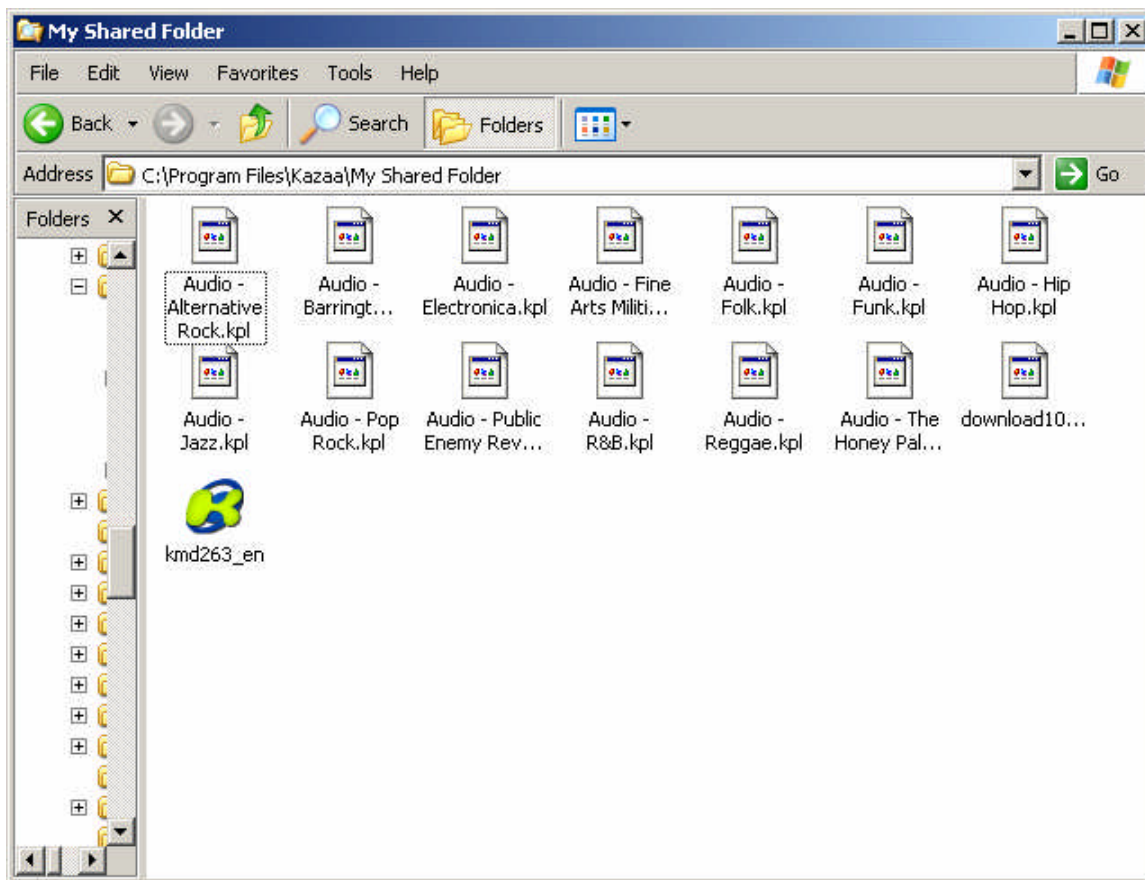 My Shared Folder
File Edit View Favorites Tools Help
Back Search Folders
Address C:\Program Files\Kazaa\My Shared Folder Go
Folders
Audio -
Alternative
Rock.kpl
Audio -
Barringt...
Audio -
Electronica.kpl
Audio - Fine
Arts Militi...
Audio -
Folk.kpl
Audio -
Funk.kpl
Audio - Hip
Hop.kpl
Audio -
Jazz.kpl
Audio - Pop
Rock.kpl
Audio - Public
Enemy Rev...
Audio -
R&B.kpl
Audio -
Reggae.kpl
Audio - The
Honey Pal...
download10...
kmd263_en